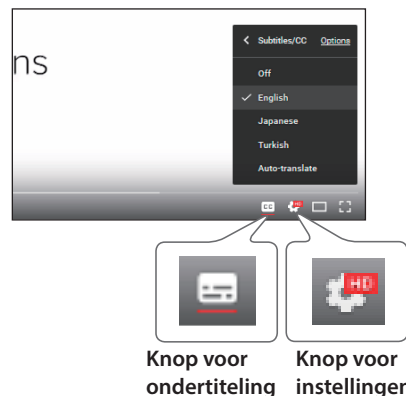 ns
Subtitles/CC Options
Off
English
Japanese
Turkish
Auto-translate
CC HD
HD
Knop voor
ondertiteling
Knop voor
instellingen